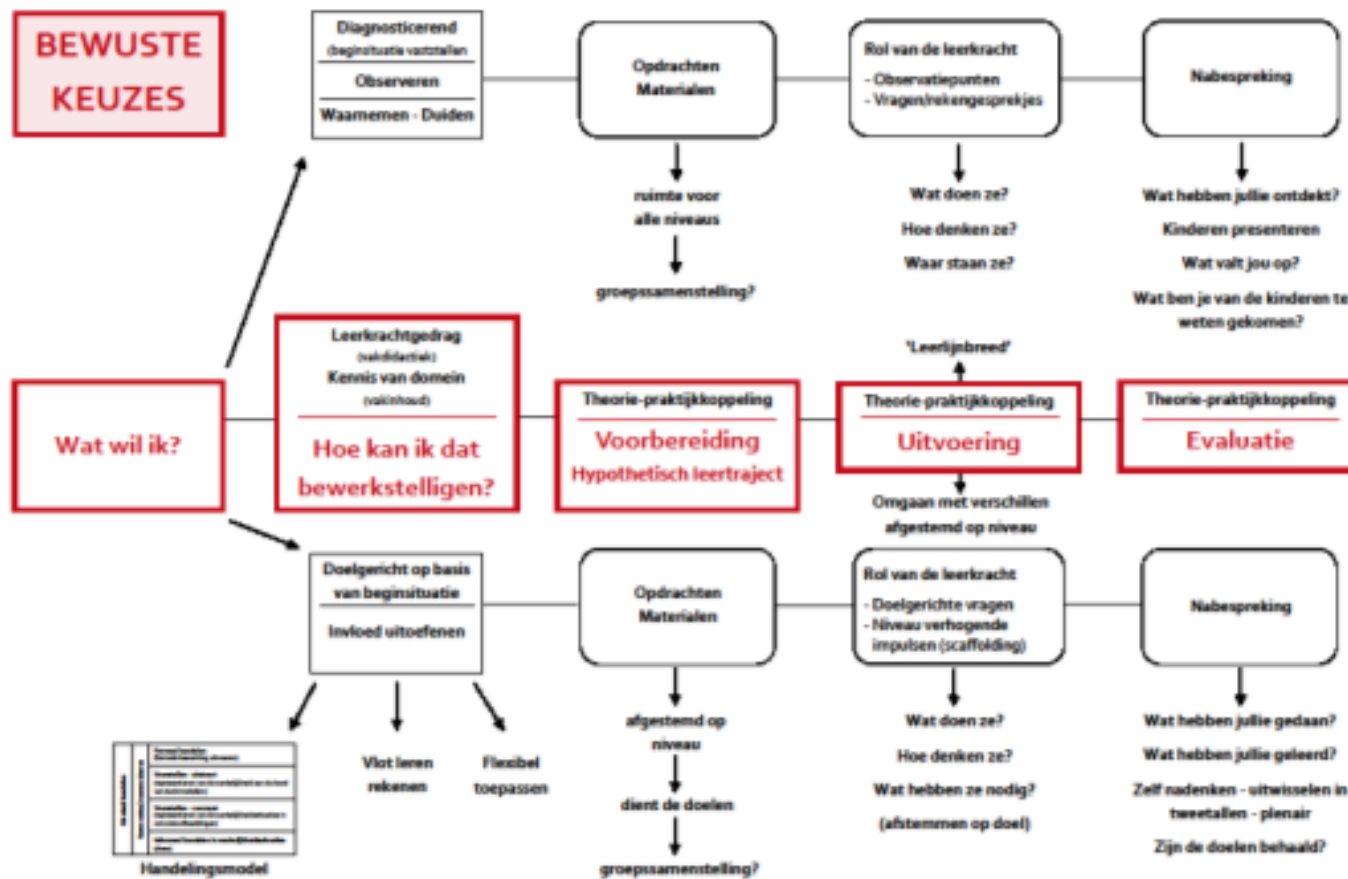 BEWUSTE
KEUZES
Diagnosticerend
(beginsituatie vaststellen
Observeren
Waarnemen - Duiden
Opdrachten
Materialen
Rol van de leerkracht
- Observatiepunten
- Vragen/rekengesprekjes
Nabespreking
ruimte voor
alle niveaus
groepssamenstelling?
Wat doen ze?
Hoe denken ze?
Waar staan ze?
Wat hebben jullie ontdekt?
Kinderen presenteren
Wat valt jou op?
Wat ben je van de kinderen te
weten gekomen?
Wat wil ik?
Leerkrachtgedrag
(vakdidactiek)
Kennis van domein
(vakinhoud)
Hoe kan ik dat
bewerkstelligen?
Theorie-praktijkkoppeling
Voorbereiding
Hypothetisch leertraject
'Leerlijnbreed'
Theorie-praktijkkoppeling
Uitvoering
Omgaan met verschillen
afgestemd op niveau
Theorie-praktijkkoppeling
Evaluatie
Doelgericht op basis
van beginsituatie
Invloed uitoefenen
Opdrachten
Materialen
Rol van de leerkracht
- Doelgerichte vragen
- Niveau verhogende
impulsen (scaffolding)
Nabespreking
Handelingsmodel
Vlot leren
rekenen
Flexibel
toepassen
afgestemd op
niveau
dient de doelen
groepssamenstelling?
Wat doen ze?
Hoe denken ze?
Wat hebben ze nodig?
(afstemmen op doel)
Wat hebben jullie gedaan?
Wat hebben jullie geleerd?
Zelf nadenken - uitwisselen in
tweetallen - plenair
Zijn de doelen behaald?